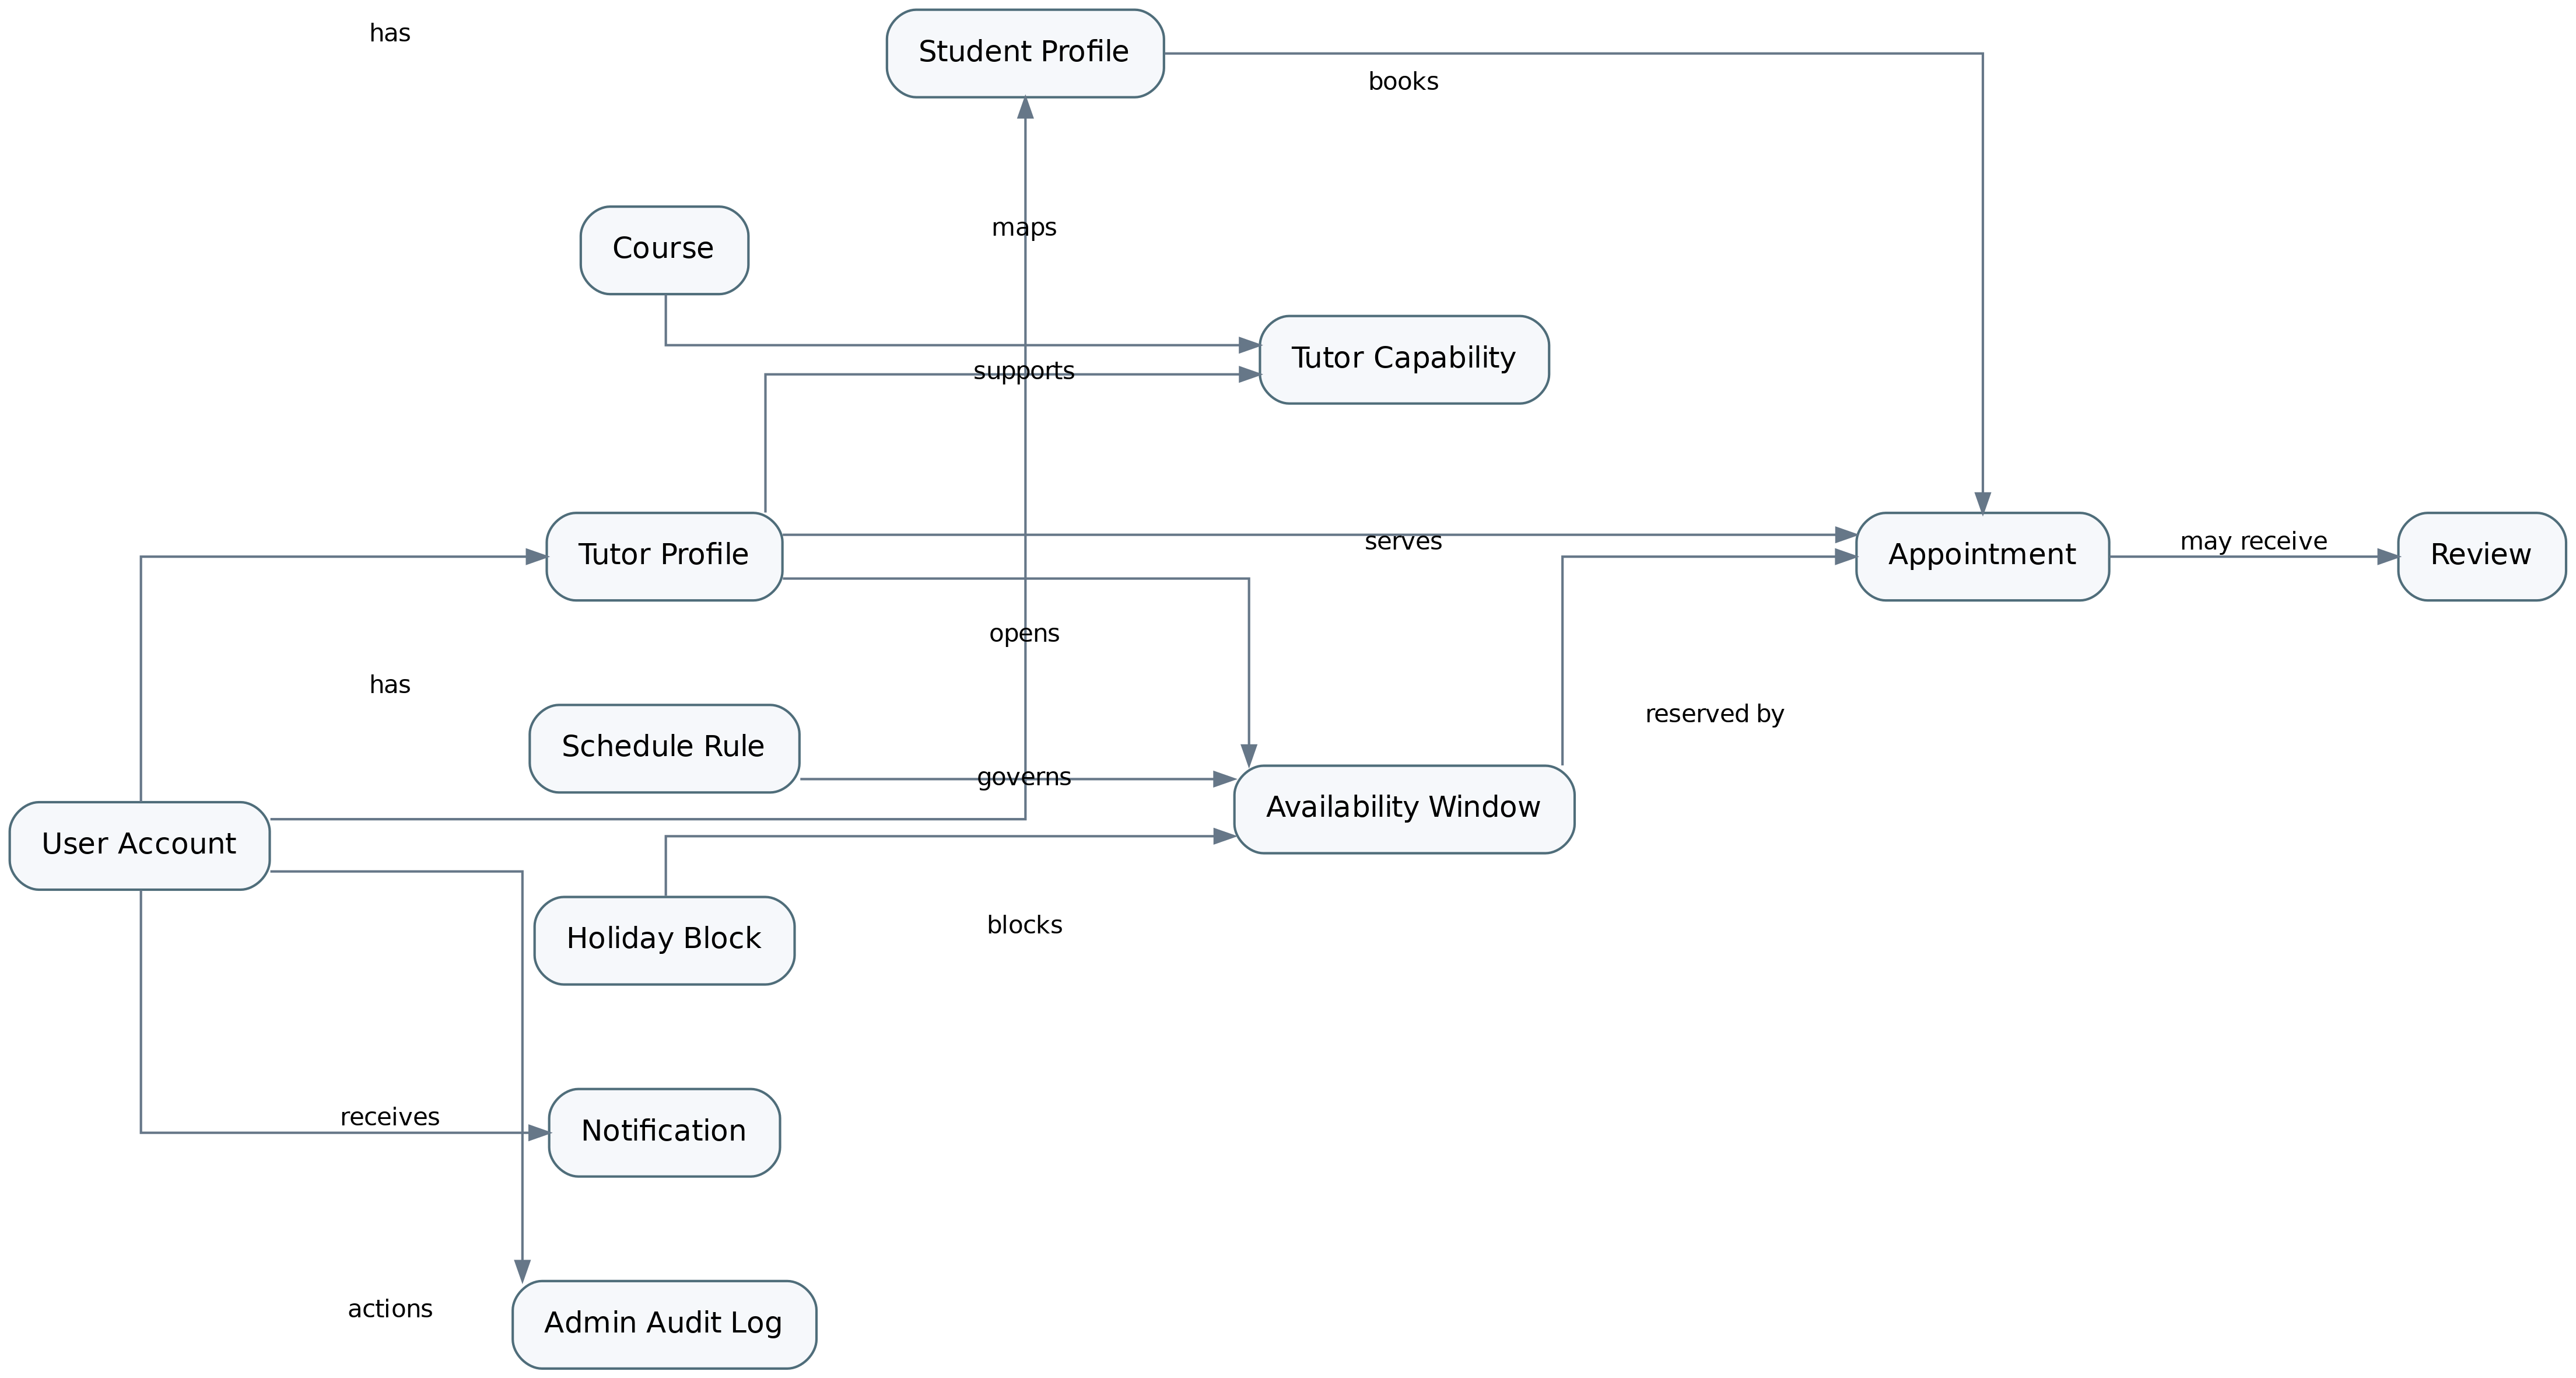 has
Student Profile
books
maps
Course
Tutor Capability
supports
Tutor Profile
serves
Appointment
may receive
Review
opens
has
reserved by
Schedule Rule
governs
Availability Window
User Account
blocks
Holiday Block
receives
Notification
actions
Admin Audit Log